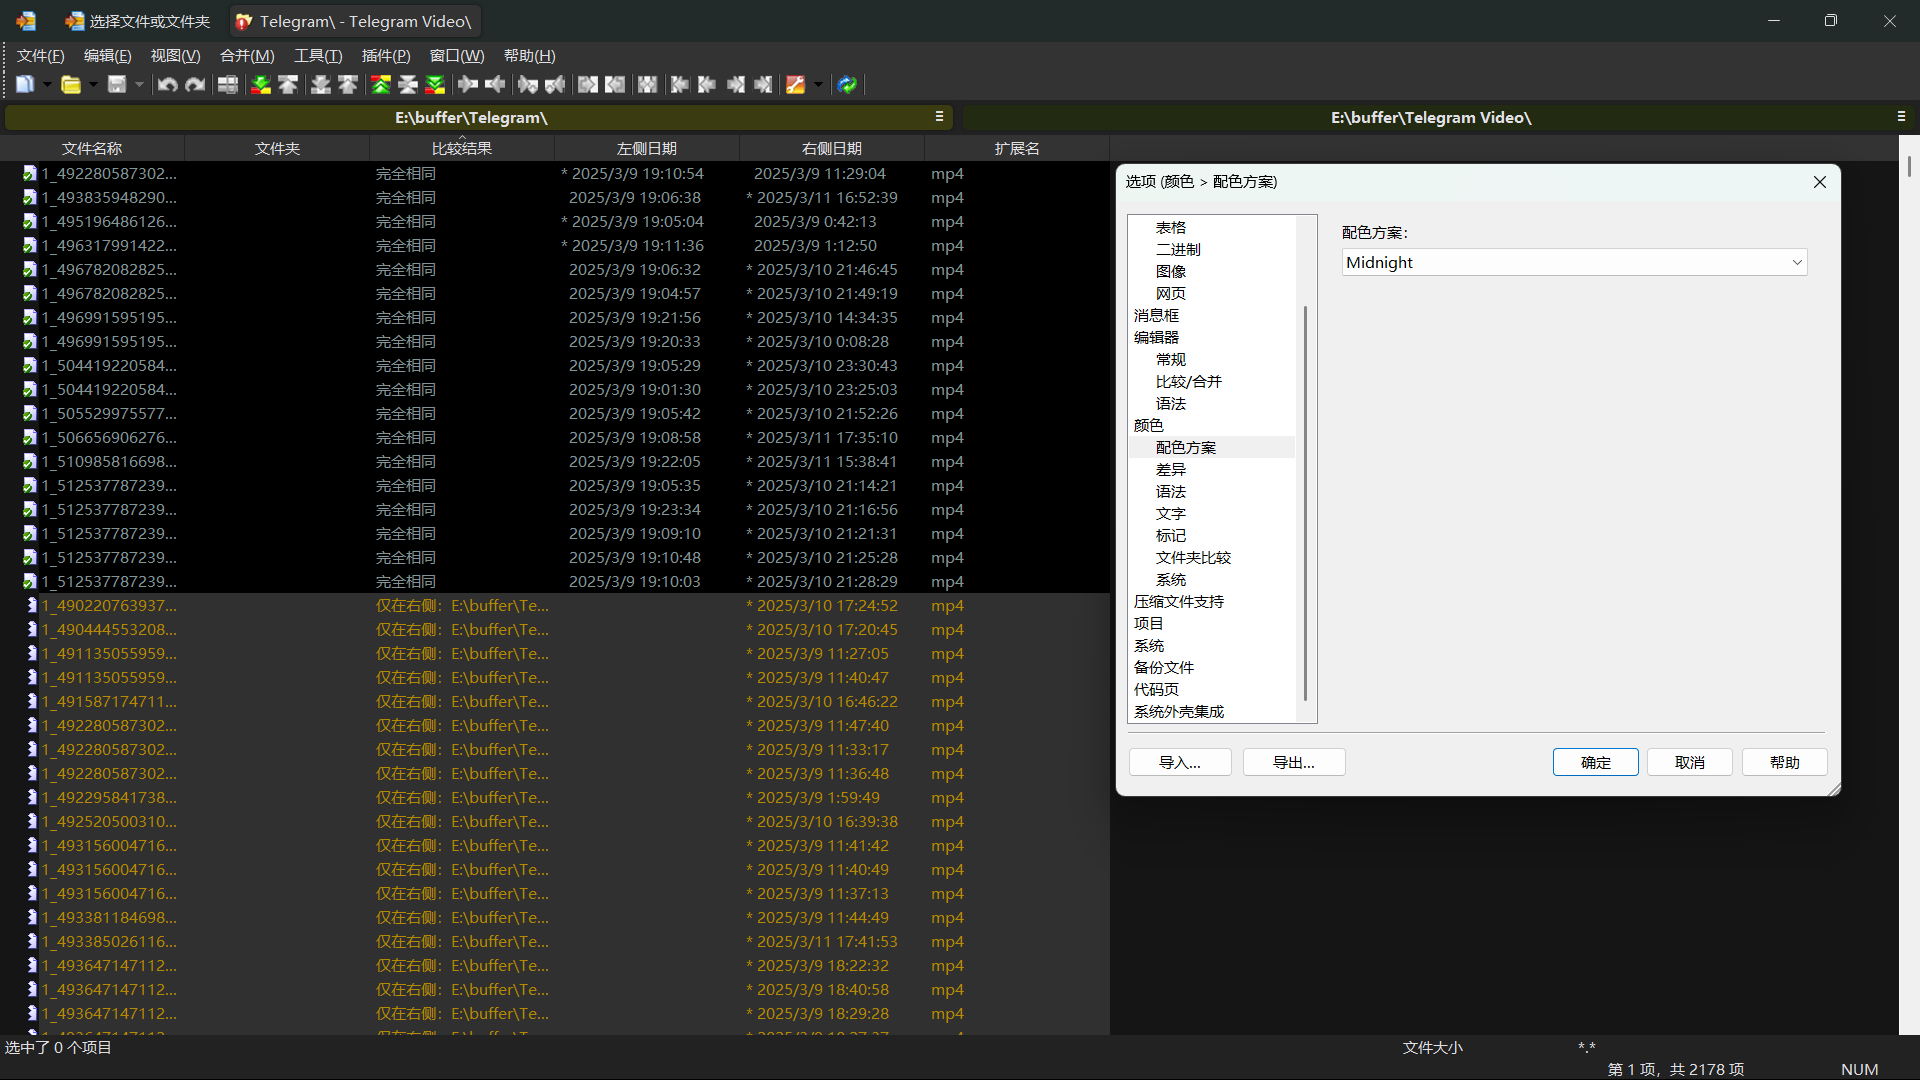 选择文件或文件夹
Telegram\ - Telegram Video\
文件(F) 编辑(E) 视图(V) 合并(M) 工具(T) 插件(P) 窗口(W) 帮助(H)
E:\buffer\Telegram\
E:\buffer\Telegram Video\
文件名称 文件夹 比较结果 左侧日期 右侧日期 扩展名
1_492280587302... 完全相同 * 2025/3/9 19:10:54 2025/3/9 11:29:04 mp4
1_493835948290... 完全相同 2025/3/9 19:06:38 * 2025/3/11 16:52:39 mp4
1_495196486126... 完全相同 * 2025/3/9 19:05:04 2025/3/9 0:42:13 mp4
1_496317991422... 完全相同 * 2025/3/9 19:11:36 2025/3/9 1:12:50 mp4
1_496782082825... 完全相同 2025/3/9 19:06:32 * 2025/3/10 21:46:45 mp4
1_496782082825... 完全相同 2025/3/9 19:04:57 * 2025/3/10 21:49:19 mp4
1_496991595195... 完全相同 2025/3/9 19:21:56 * 2025/3/10 14:34:35 mp4
1_496991595195... 完全相同 2025/3/9 19:20:33 * 2025/3/10 0:08:28 mp4
1_504419220584... 完全相同 2025/3/9 19:05:29 * 2025/3/10 23:30:43 mp4
1_504419220584... 完全相同 2025/3/9 19:01:30 * 2025/3/10 23:25:03 mp4
1_505529975577... 完全相同 2025/3/9 19:05:42 * 2025/3/10 21:52:26 mp4
1_506656906276... 完全相同 2025/3/9 19:08:58 * 2025/3/11 17:35:10 mp4
1_510985816698... 完全相同 2025/3/9 19:22:05 * 2025/3/11 15:38:41 mp4
1_512537787239... 完全相同 2025/3/9 19:05:35 * 2025/3/10 21:14:21 mp4
1_512537787239... 完全相同 2025/3/9 19:23:34 * 2025/3/10 21:16:56 mp4
1_512537787239... 完全相同 2025/3/9 19:09:10 * 2025/3/10 21:21:31 mp4
1_512537787239... 完全相同 2025/3/9 19:10:48 * 2025/3/10 21:25:28 mp4
1_512537787239... 完全相同 2025/3/9 19:10:03 * 2025/3/10 21:28:29 mp4
1_490220763937... 仅在右侧: E:\buffer\Te... * 2025/3/10 17:24:52 mp4
1_490444553208... 仅在右侧: E:\buffer\Te... * 2025/3/10 17:20:45 mp4
1_491135055959... 仅在右侧: E:\buffer\Te... * 2025/3/9 11:27:05 mp4
1_491135055959... 仅在右侧: E:\buffer\Te... * 2025/3/9 11:40:47 mp4
1_491587174711... 仅在右侧: E:\buffer\Te... * 2025/3/10 16:46:22 mp4
1_492280587302... 仅在右侧: E:\buffer\Te... * 2025/3/9 11:47:40 mp4
1_492280587302... 仅在右侧: E:\buffer\Te... * 2025/3/9 11:33:17 mp4
1_492280587302... 仅在右侧: E:\buffer\Te... * 2025/3/9 11:36:48 mp4
1_492295841738... 仅在右侧: E:\buffer\Te... * 2025/3/9 1:59:49 mp4
1_492520500310... 仅在右侧: E:\buffer\Te... * 2025/3/10 16:39:38 mp4
1_493156004716... 仅在右侧: E:\buffer\Te... * 2025/3/9 11:41:42 mp4
1_493156004716... 仅在右侧: E:\buffer\Te... * 2025/3/9 11:40:49 mp4
1_493156004716... 仅在右侧: E:\buffer\Te... * 2025/3/9 11:37:13 mp4
1_493381184698... 仅在右侧: E:\buffer\Te... * 2025/3/9 11:44:49 mp4
1_493385026116... 仅在右侧: E:\buffer\Te... * 2025/3/11 17:41:53 mp4
1_493647147112... 仅在右侧: E:\buffer\Te... * 2025/3/9 18:22:32 mp4
1_493647147112... 仅在右侧: E:\buffer\Te... * 2025/3/9 18:40:58 mp4
1_493647147112... 仅在右侧: E:\buffer\Te... * 2025/3/9 18:29:28 mp4
选项 (颜色 > 配色方案)
表格
二进制
图像
网页
消息框
编辑器
常规
比较/合并
语法
颜色
配色方案
差异
语法
文字
标记
文件夹比较
系统
压缩文件支持
项目
系统
备份文件
代码页
系统外壳集成
配色方案:
Midnight
导入... 导出... 确定 取消 帮助
选中了 0 个项目 文件大小 *.*
第 1 项，共 2178 项 NUM